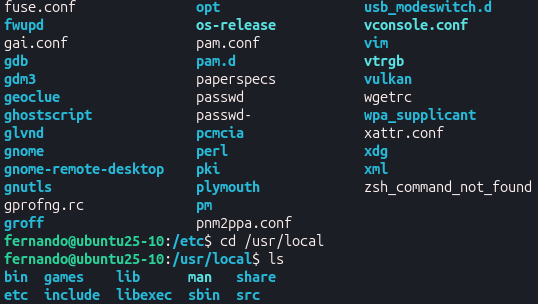 fuse.conf opt usb_modeswitch.d
fwupd os-release vconsole.conf
gai.conf pam.conf vim
gdb pam.d vtrgb
gdm3 paperspecs vulkan
geoclue passwd wgetrc
ghostscript passwd- wpa_supplicant
glvnd pcmcia xattr.conf
gnome perl xdg
gnome-remote-desktop pki xml
gnutls plymouth zsh_command_not_found
gprofng.rc pm
groff pnm2ppa.conf
fernando@ubuntu25-10:/etc$ cd /usr/local
fernando@ubuntu25-10:/usr/local$ ls
bin games lib man share
etc include libexec sbin src